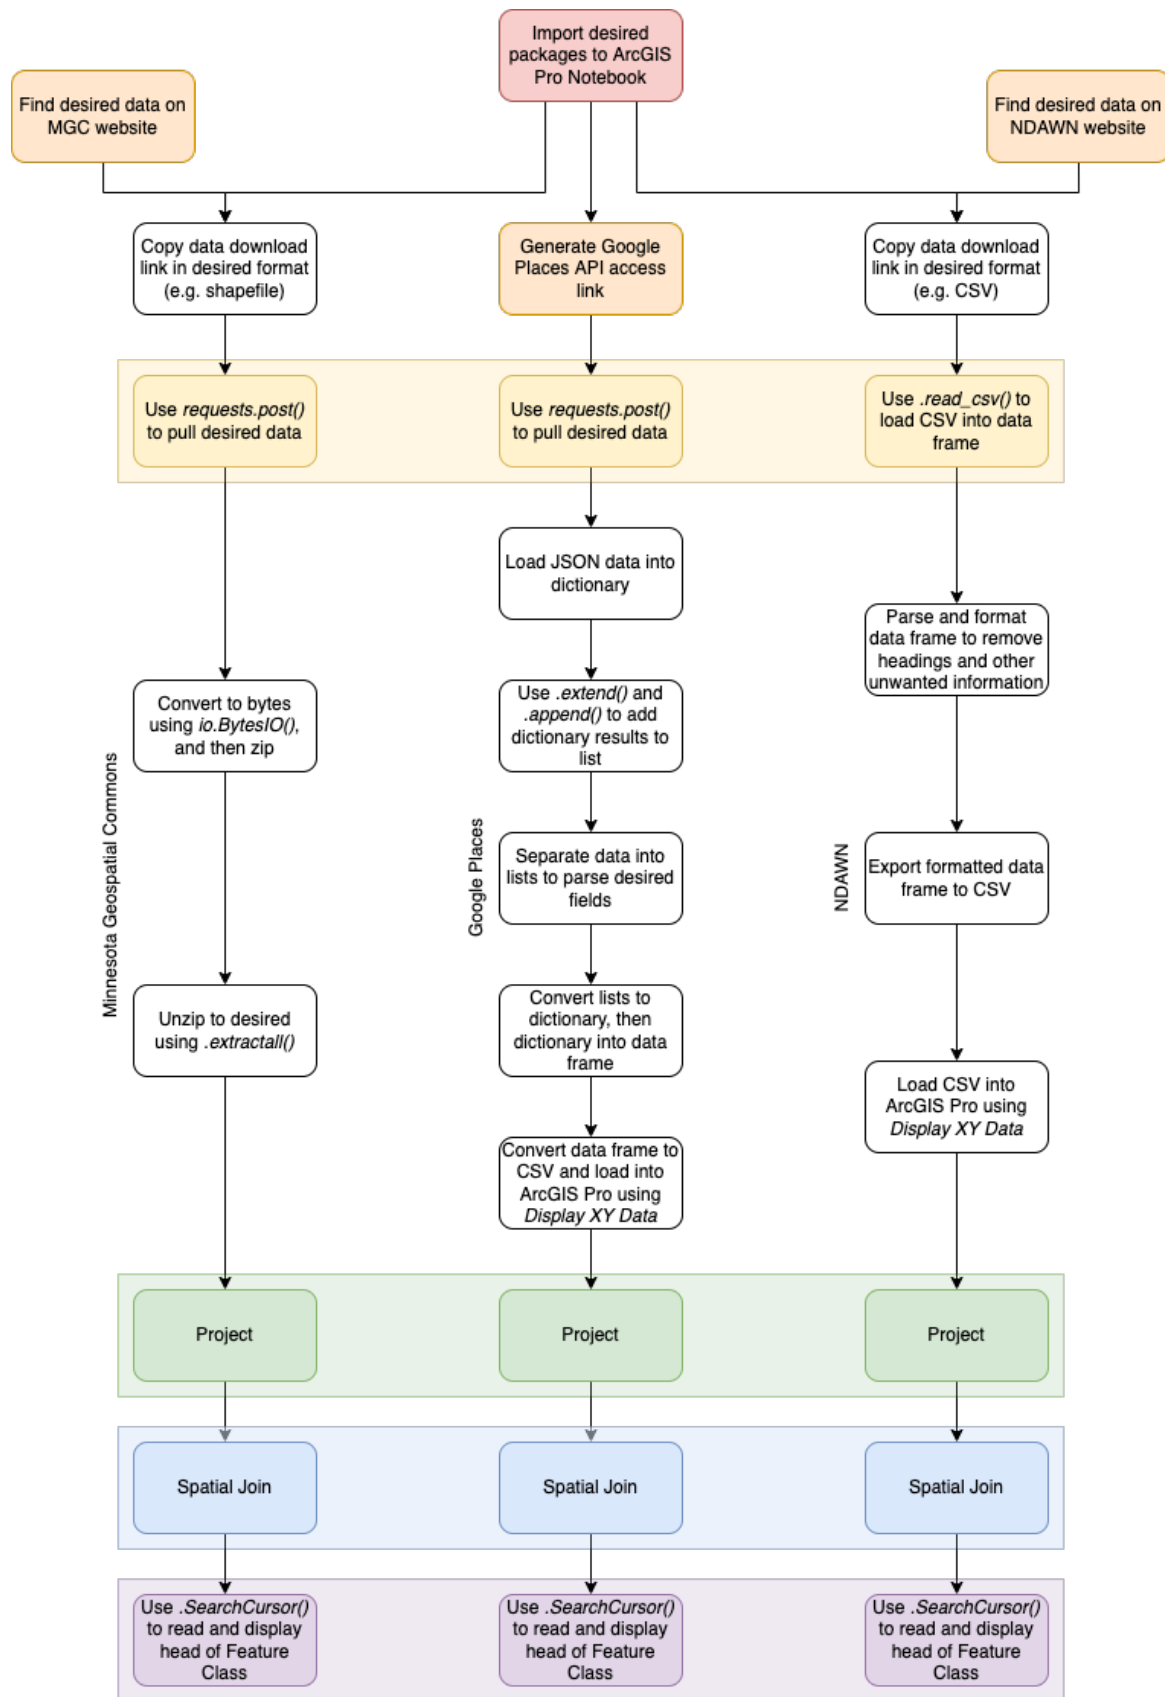 Import desired
packages to ArcGIS
Pro Notebook
Find desired data on
MGC website
Find desired data on
NDAWN website
Copy data download
link in desired format
(e.g. shapefile)
Generate Google
Places API access
link
Copy data download
link in desired format
(e.g. CSV)
Use requests.post()
to pull desired data
Use requests.post()
to pull desired data
Use .read_csv() to
load CSV into data
frame
Load JSON data into
dictionary
Parse and format
data frame to remove
headings and other
unwanted information
Convert to bytes
using io.BytesIO(),
and then zip
Use .extend() and
.append() to add
dictionary results to
list
Minnesota Geospatial Commons
Google Places
NDAWN
Separate data into
lists to parse desired
fields
Export formatted data
frame to CSV
Unzip to desired
using .extractall()
Convert lists to
dictionary, then
dictionary into data
frame
Load CSV into
ArcGIS Pro using
Display XY Data
Convert data frame to
CSV and load into
ArcGIS Pro using
Display XY Data
Project
Project
Project
Spatial Join
Spatial Join
Spatial Join
Use .SearchCursor()
to read and display
head of Feature
Class
Use .SearchCursor()
to read and display
head of Feature
Class
Use .SearchCursor()
to read and display
head of Feature
Class